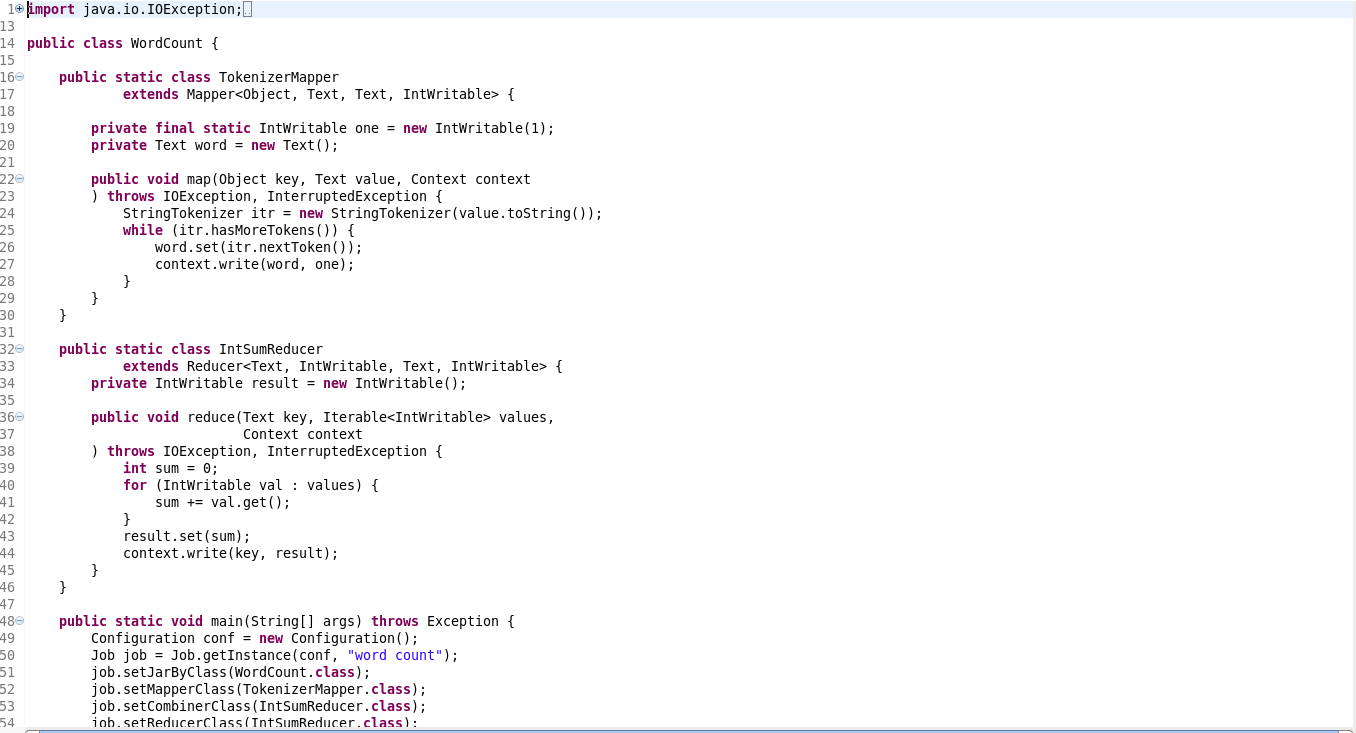 1 import java.io.IOException;
13
14 public class WordCount {
15
16     public static class TokenizerMapper
17             extends Mapper<Object, Text, Text, IntWritable> {
18
19         private final static IntWritable one = new IntWritable(1);
20         private Text word = new Text();
21
22         public void map(Object key, Text value, Context context
23         ) throws IOException, InterruptedException {
24             StringTokenizer itr = new StringTokenizer(value.toString());
25             while (itr.hasMoreTokens()) {
26                 word.set(itr.nextToken());
27                 context.write(word, one);
28             }
29         }
30     }
31
32     public static class IntSumReducer
33             extends Reducer<Text, IntWritable, Text, IntWritable> {
34         private IntWritable result = new IntWritable();
35
36         public void reduce(Text key, Iterable<IntWritable> values,
37                            Context context
38         ) throws IOException, InterruptedException {
39             int sum = 0;
40             for (IntWritable val : values) {
41                 sum += val.get();
42             }
43             result.set(sum);
44             context.write(key, result);
45         }
46     }
47
48     public static void main(String[] args) throws Exception {
49         Configuration conf = new Configuration();
50         Job job = Job.getInstance(conf, "word count");
51         job.setJarByClass(WordCount.class);
52         job.setMapperClass(TokenizerMapper.class);
53         job.setCombinerClass(IntSumReducer.class);
54         job.setReducerClass(IntSumReducer.class);